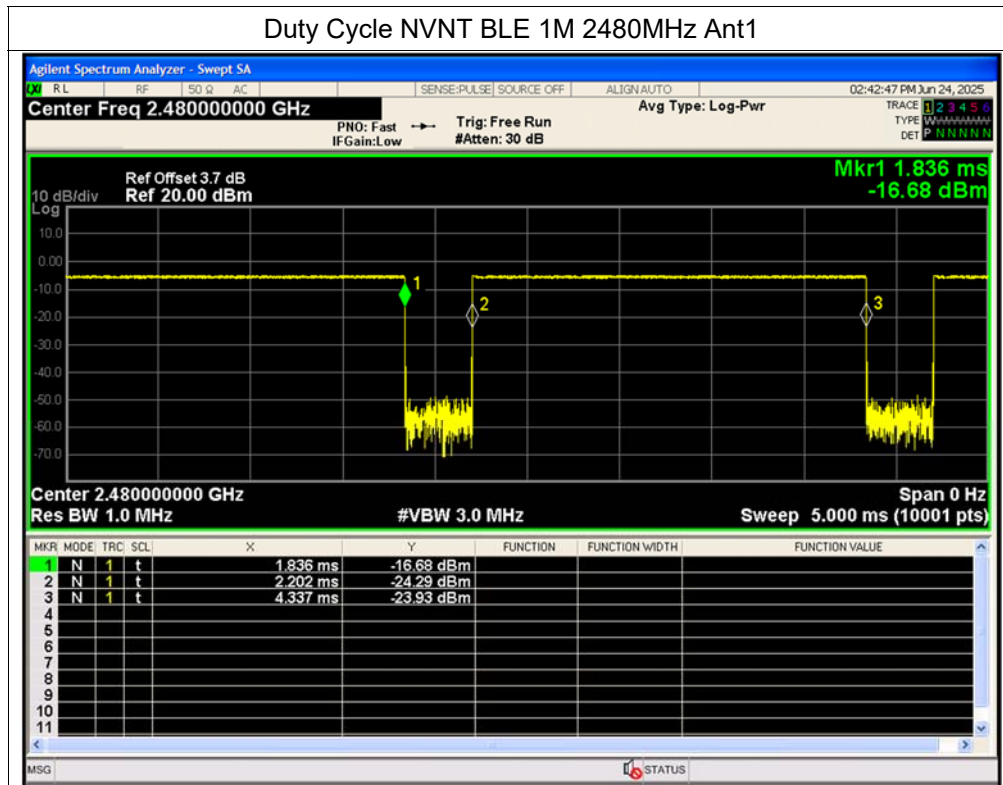 Duty Cycle NVNT BLE 1M 2480MHz Ant1
Agilent Spectrum Analyzer - Swept SA
RL RF 50 Ω AC SENSE:PULSE SOURCE OFF ALIGN AUTO 02:42:47 PM Jun 24, 2025
Center Freq 2.480000000 GHz Avg Type: Log-Pwr TRACE 1 2 3 4 5 6
PNO: Fast Trig: Free Run TYPE W
IFGain:Low #Atten: 30 dB DET P N N N N N
Mkr1 1.836 ms
Ref Offset 3.7 dB
10 dB/div Ref 20.00 dBm -16.68 dBm
Log
10.0
0.00
-10.0
1
2
3
-20.0
-30.0
-40.0
-50.0
-60.0
-70.0
Center 2.480000000 GHz Span 0 Hz
Res BW 1.0 MHz #VBW 3.0 MHz Sweep 5.000 ms (10001 pts)
MKR MODE TRC SCL X Y FUNCTION FUNCTION WIDTH FUNCTION VALUE
1 N 1 t 1.836 ms -16.68 dBm
2 N 1 t 2.202 ms -24.29 dBm
3 N 1 t 4.337 ms -23.93 dBm
4
5
6
7
8
9
10
11
MSG STATUS